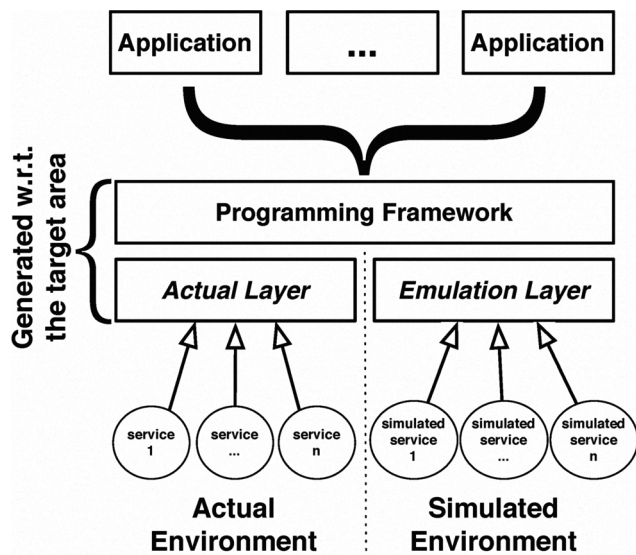 Application
...
Application
Generated w.r.t.
the target area
Programming Framework
Actual Layer
Emulation Layer
service
1
service
...
service
n
simulated
service
1
simulated
service
...
simulated
service
n
Actual
Environment
Simulated
Environment